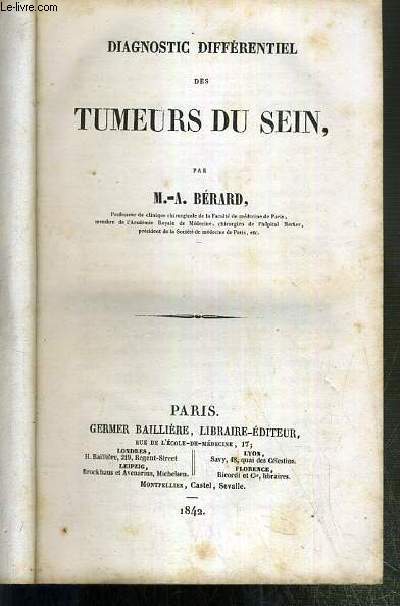 www.Le-Livre.com
DIAGNOSTIC DIFFÉRENTIEL
DES
TUMEURS DU SEIN,
PAR
M.-A. BÉRARD,
Professeur de clinique chirurgicale de la Faculté de médecine de Paris,
membre de l'Académie Royale de Médecine, chirurgien de l'hôpital Necker,
président de la Société de médecine de Paris, etc.
PARIS.
GERMER BAILLIÈRE, LIBRAIRE-ÉDITEUR,
RUE DE L'ÉCOLE-DE-MÉDECINE, 17;
LONDRES,
H. Baillière, 219, Regent-Street
LEIPZIG,
Brockhaus et Avenarius, Michelsen.
LYON,
Savy, 48, quai des Célestins.
FLORENCE,
Ricordi et Cie, libraires.
MONTPELLIER, Castel, Sevalle.
1842.